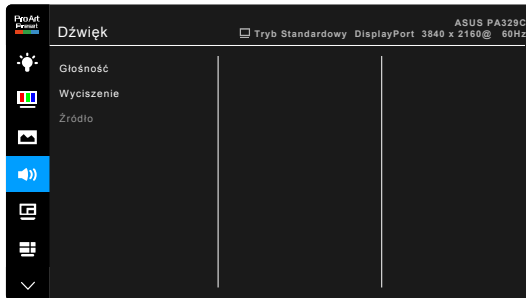 ProArt
Preset
Dźwięk
ASUS PA329C
Tryb Standardowy DisplayPort 3840 x 2160@ 60Hz
Głośność
Wyciszenie
Źródło